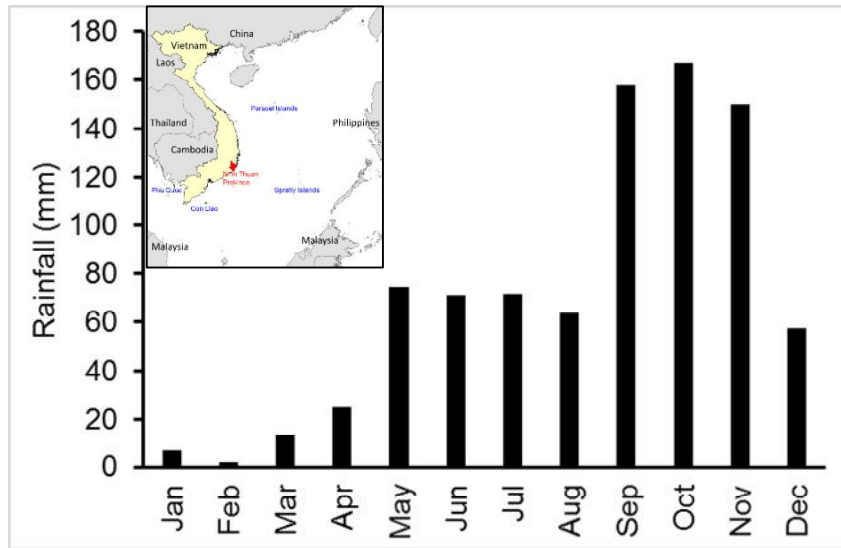 Rainfall (mm)
180
160
140
120
100
80
60
40
20
0
China
Vietnam
Laos
Paracel Islands
Thailand
Philippines
Cambodia
Ninh Thuan
Province
Phu Quoc
Spratly Islands
Con Dao
Malaysia
Malaysia
Jan
Feb
Mar
Apr
May
Jun
Jul
Aug
Sep
Oct
Nov
Dec